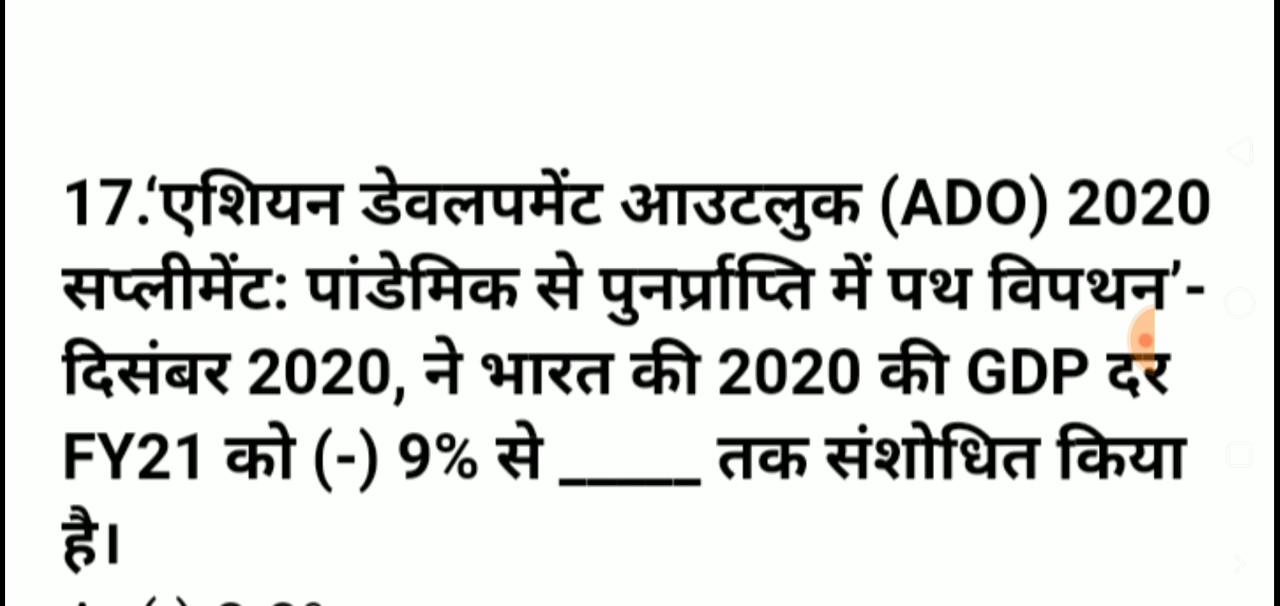 17.‘एशियन डेवलपमेंट आउटलुक (ADO) 2020
सप्लीमेंट: पांडेमिक से पुनर्प्राप्ति में पथ विपथन’-
दिसंबर 2020, ने भारत की 2020 की GDP दर
FY21 को (-) 9% से _____ तक संशोधित किया
है।